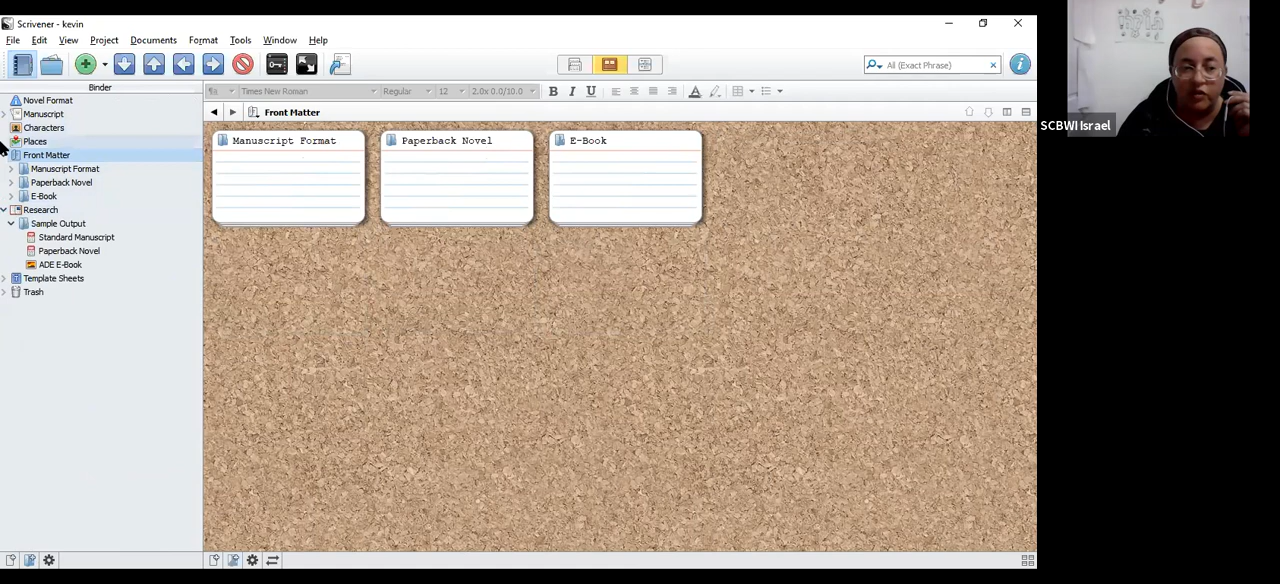 Scrivener - kevin
File Edit View Project Documents Format Tools Window Help
All (Exact Phrase)
Binder
Times New Roman Regular 12 2.0x 0.0/10.0 B I U A
Novel Format
Manuscript
Characters
Places
Front Matter
Manuscript Format
Paperback Novel
E-Book
Research
Sample Output
Standard Manuscript
Paperback Novel
ADE E-Book
Template Sheets
Trash
Front Matter
Manuscript Format
Paperback Novel
E-Book
SCBWI Israel